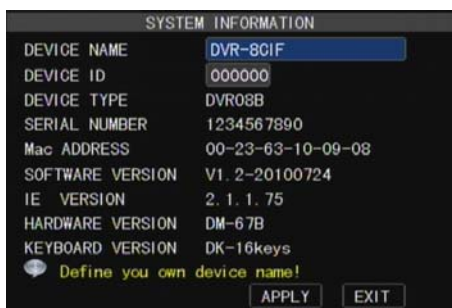 SYSTEM INFORMATION
DEVICE NAME DVR-8CIF
DEVICE ID 000000
DEVICE TYPE DVR08B
SERIAL NUMBER 1234567890
Mac ADDRESS 00-23-63-10-09-08
SOFTWARE VERSION V1.2-20100724
IE VERSION 2.1.1.75
HARDWARE VERSION DM-67B
KEYBOARD VERSION DK-16keys
Define you own device name!
APPLY EXIT